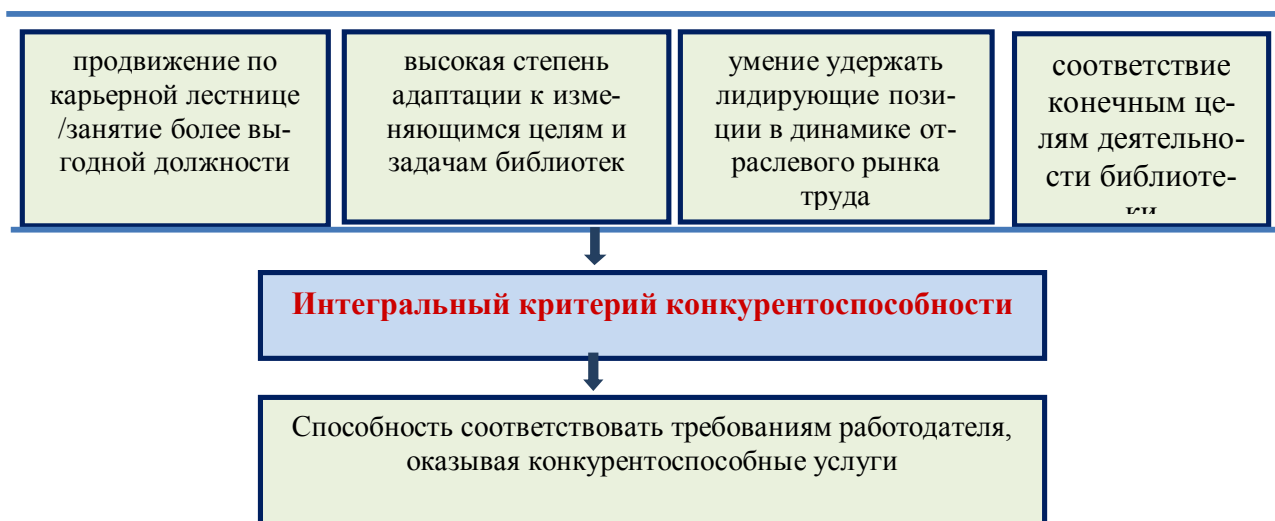 продвижение по
карьерной лестнице
/занятие более вы-
годной должности
высокая степень
адаптации к изме-
няющимся целям и
задачам библиотек
умение удержать
лидирующие пози-
ции в динамике от-
раслевого рынка
труда
соответствие
конечным це-
лям деятельно-
сти библиоте-
ки
Интегральный критерий конкурентоспособности
Способность соответствовать требованиям работодателя,
оказывая конкурентоспособные услуги